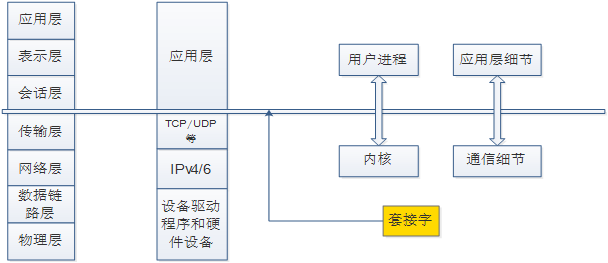 应用层
表示层
会话层
传输层
网络层
数据链
路层
物理层
应用层
TCP/UDP
等
IPv4/6
设备驱动
程序和硬
件设备
用户进程
内核
应用层细节
通信细节
套接字